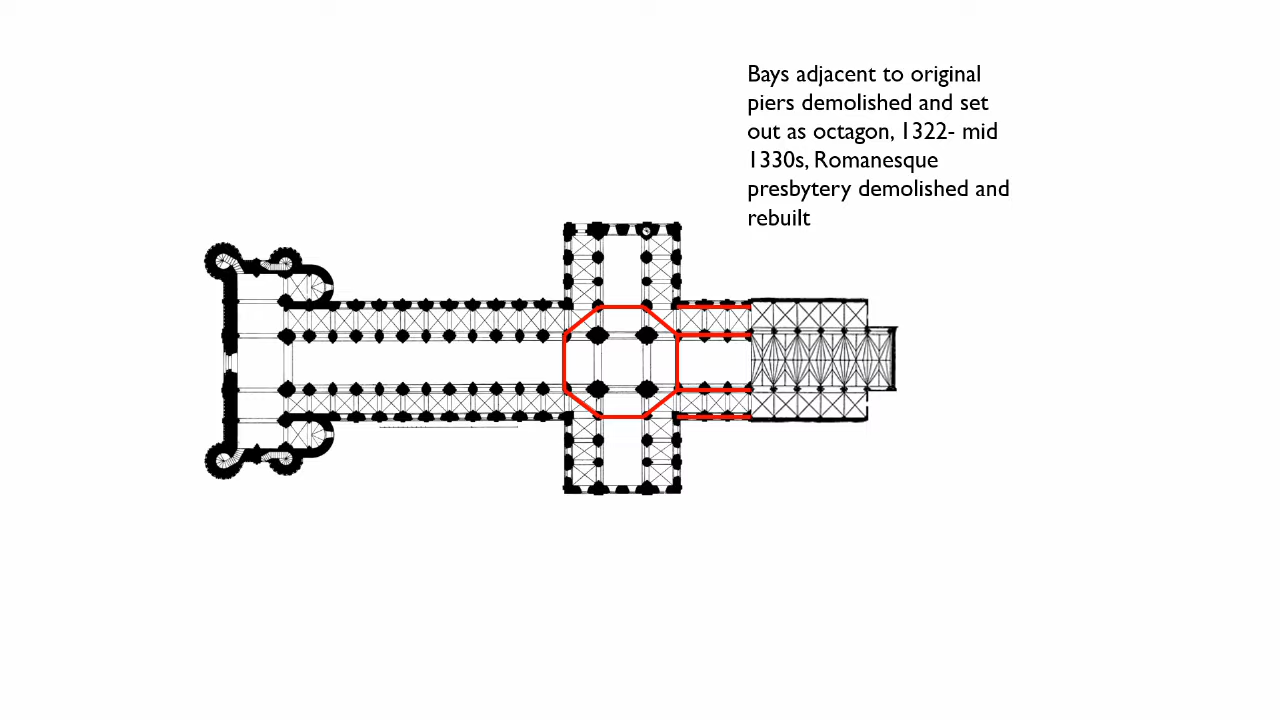 Bays adjacent to original
piers demolished and set
out as octagon, 1322- mid
1330s, Romanesque
presbytery demolished and
rebuilt